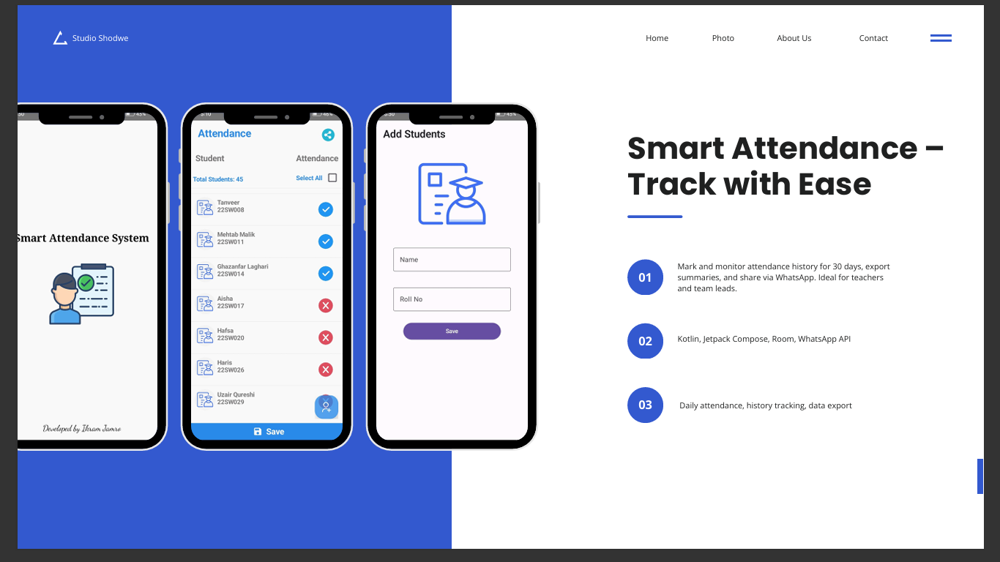 Studio Shodwe
Home
Photo
About Us
Contact
Smart Attendance System
Developed by Ikram Jamro
5:10
46%
Attendance
Student
Attendance
Total Students: 45
Select All
Tanveer
22SW008
Mehtab Malik
22SW011
Ghazanfar Laghari
22SW014
Aisha
22SW017
Hafsa
22SW020
Haris
22SW026
Uzair Qureshi
22SW029
Save
45%
Add Students
Name
Roll No
Save
Smart Attendance –
Track with Ease
01
Mark and monitor attendance history for 30 days, export
summaries, and share via WhatsApp. Ideal for teachers
and team leads.
02
Kotlin, Jetpack Compose, Room, WhatsApp API
03
Daily attendance, history tracking, data export